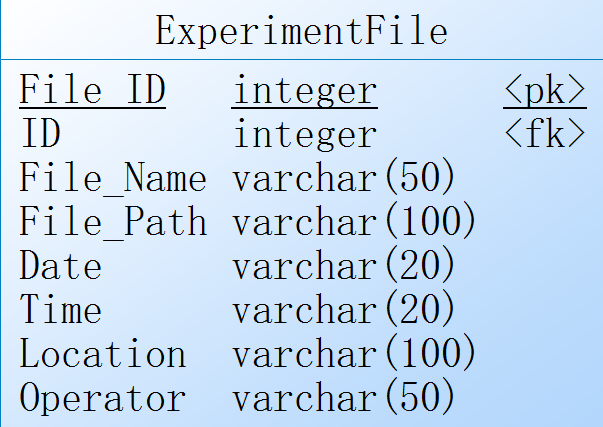 ExperimentFile
File_ID integer <pk>
ID integer <fk>
File_Name varchar(50)
File_Path varchar(100)
Date varchar(20)
Time varchar(20)
Location varchar(100)
Operator varchar(50)